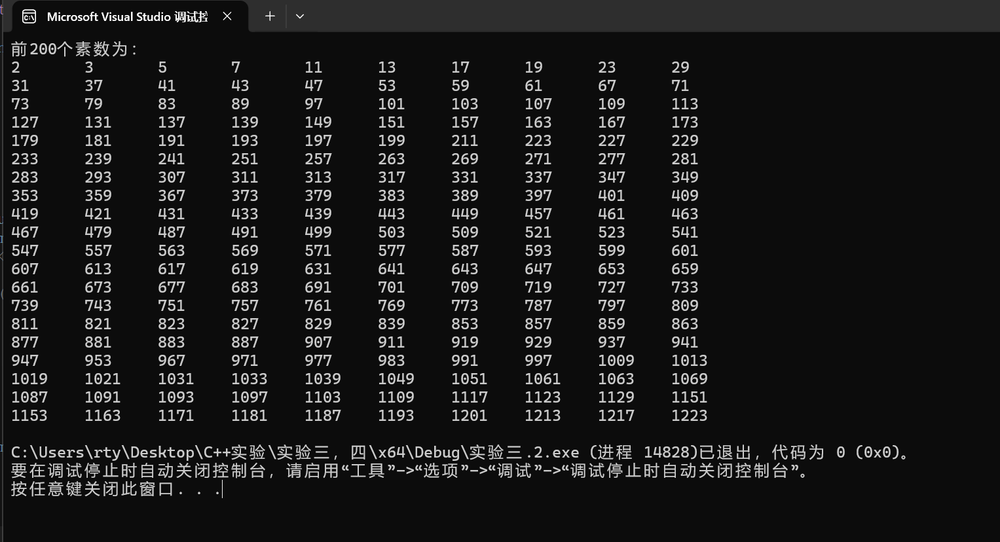 Microsoft Visual Studio 调试控
前200个素数为：
2 3 5 7 11 13 17 19 23 29
31 37 41 43 47 53 59 61 67 71
73 79 83 89 97 101 103 107 109 113
127 131 137 139 149 151 157 163 167 173
179 181 191 193 197 199 211 223 227 229
233 239 241 251 257 263 269 271 277 281
283 293 307 311 313 317 331 337 347 349
353 359 367 373 379 383 389 397 401 409
419 421 431 433 439 443 449 457 461 463
467 479 487 491 499 503 509 521 523 541
547 557 563 569 571 577 587 593 599 601
607 613 617 619 631 641 643 647 653 659
661 673 677 683 691 701 709 719 727 733
739 743 751 757 761 769 773 787 797 809
811 821 823 827 829 839 853 857 859 863
877 881 883 887 907 911 919 929 937 941
947 953 967 971 977 983 991 997 1009 1013
1019 1021 1031 1033 1039 1049 1051 1061 1063 1069
1087 1091 1093 1097 1103 1109 1117 1123 1129 1151
1153 1163 1171 1181 1187 1193 1201 1213 1217 1223
C:\Users\rty\Desktop\C++实验\实验三，四\x64\Debug\实验三.2.exe (进程 14828)已退出，代码为 0 (0x0)。
要在调试停止时自动关闭控制台，请启用“工具”->“选项”->“调试”->“调试停止时自动关闭控制台”。
按任意键关闭此窗口. . .